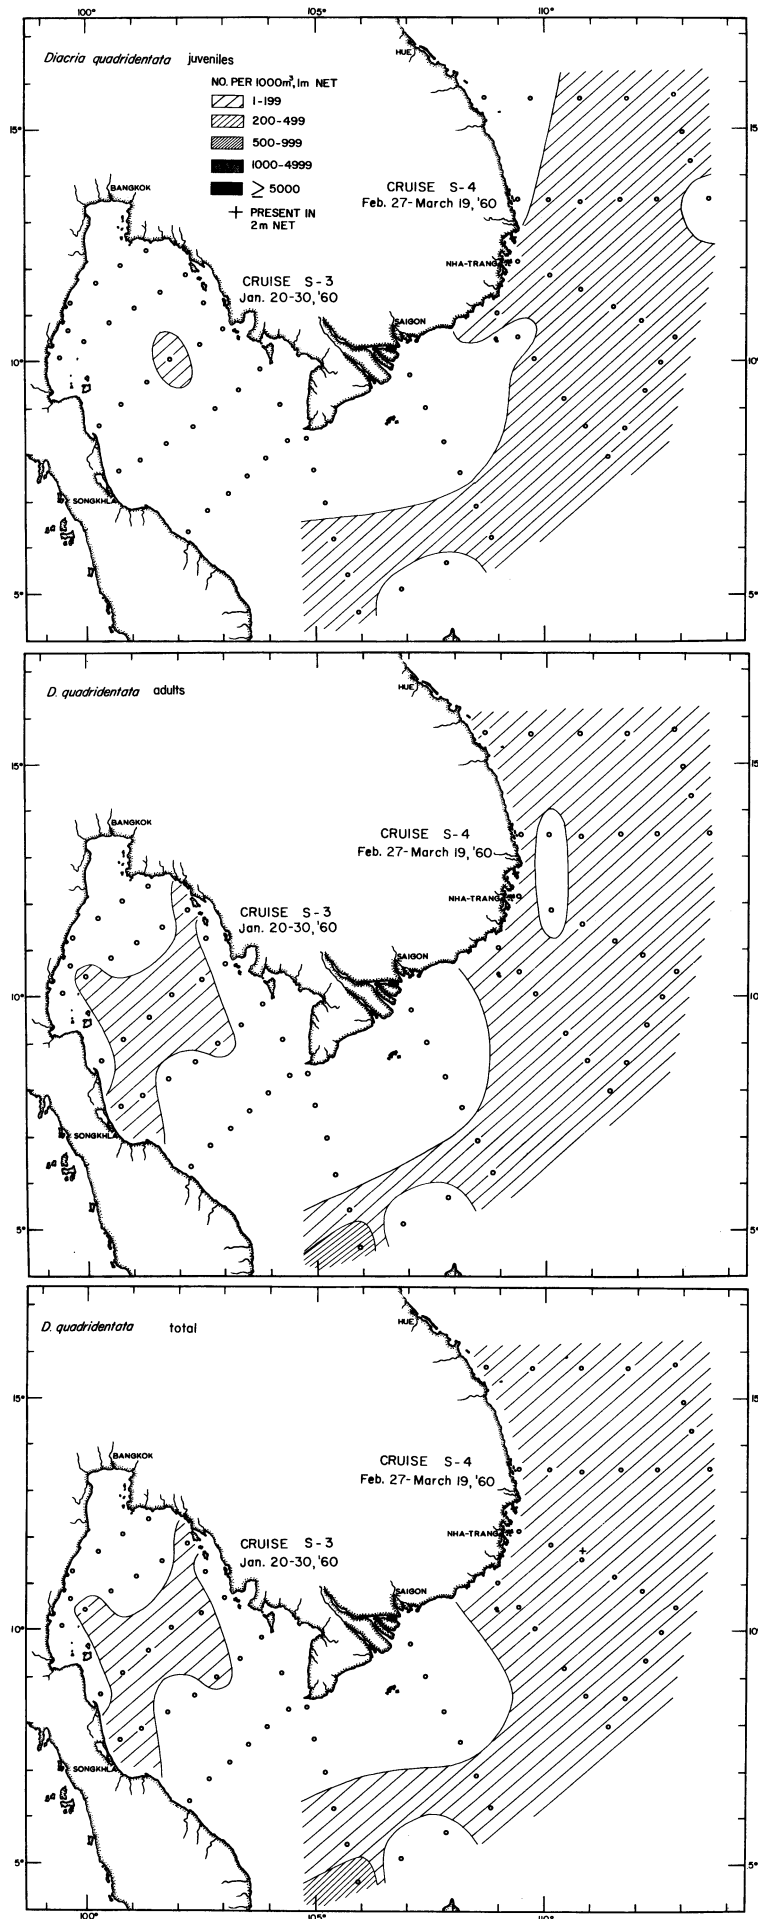 100°
105°
110°
Diacria quadridentata juveniles
HUE
NO. PER 1000m³, 1m NET
1-199
200-499
500-999
1000-4999
≥ 5000
+ PRESENT IN
2m NET
15°
15°
BANGKOK
CRUISE S-4
Feb. 27-March 19, '60
NHA-TRANG
CRUISE S-3
Jan. 20-30, '60
SAIGON
10°
10°
SONGKHLA
5°
5°
D. quadridentata adults
HUE
15°
15°
BANGKOK
CRUISE S-4
Feb. 27-March 19, '60
NHA-TRANG
CRUISE S-3
Jan. 20-30, '60
SAIGON
10°
10°
SONGKHLA
5°
5°
D. quadridentata total
HUE
15°
15°
BANGKOK
CRUISE S-4
Feb. 27-March 19, '60
NHA-TRANG
CRUISE S-3
Jan. 20-30, '60
SAIGON
10°
10°
SONGKHLA
5°
5°
100°
105°
110°